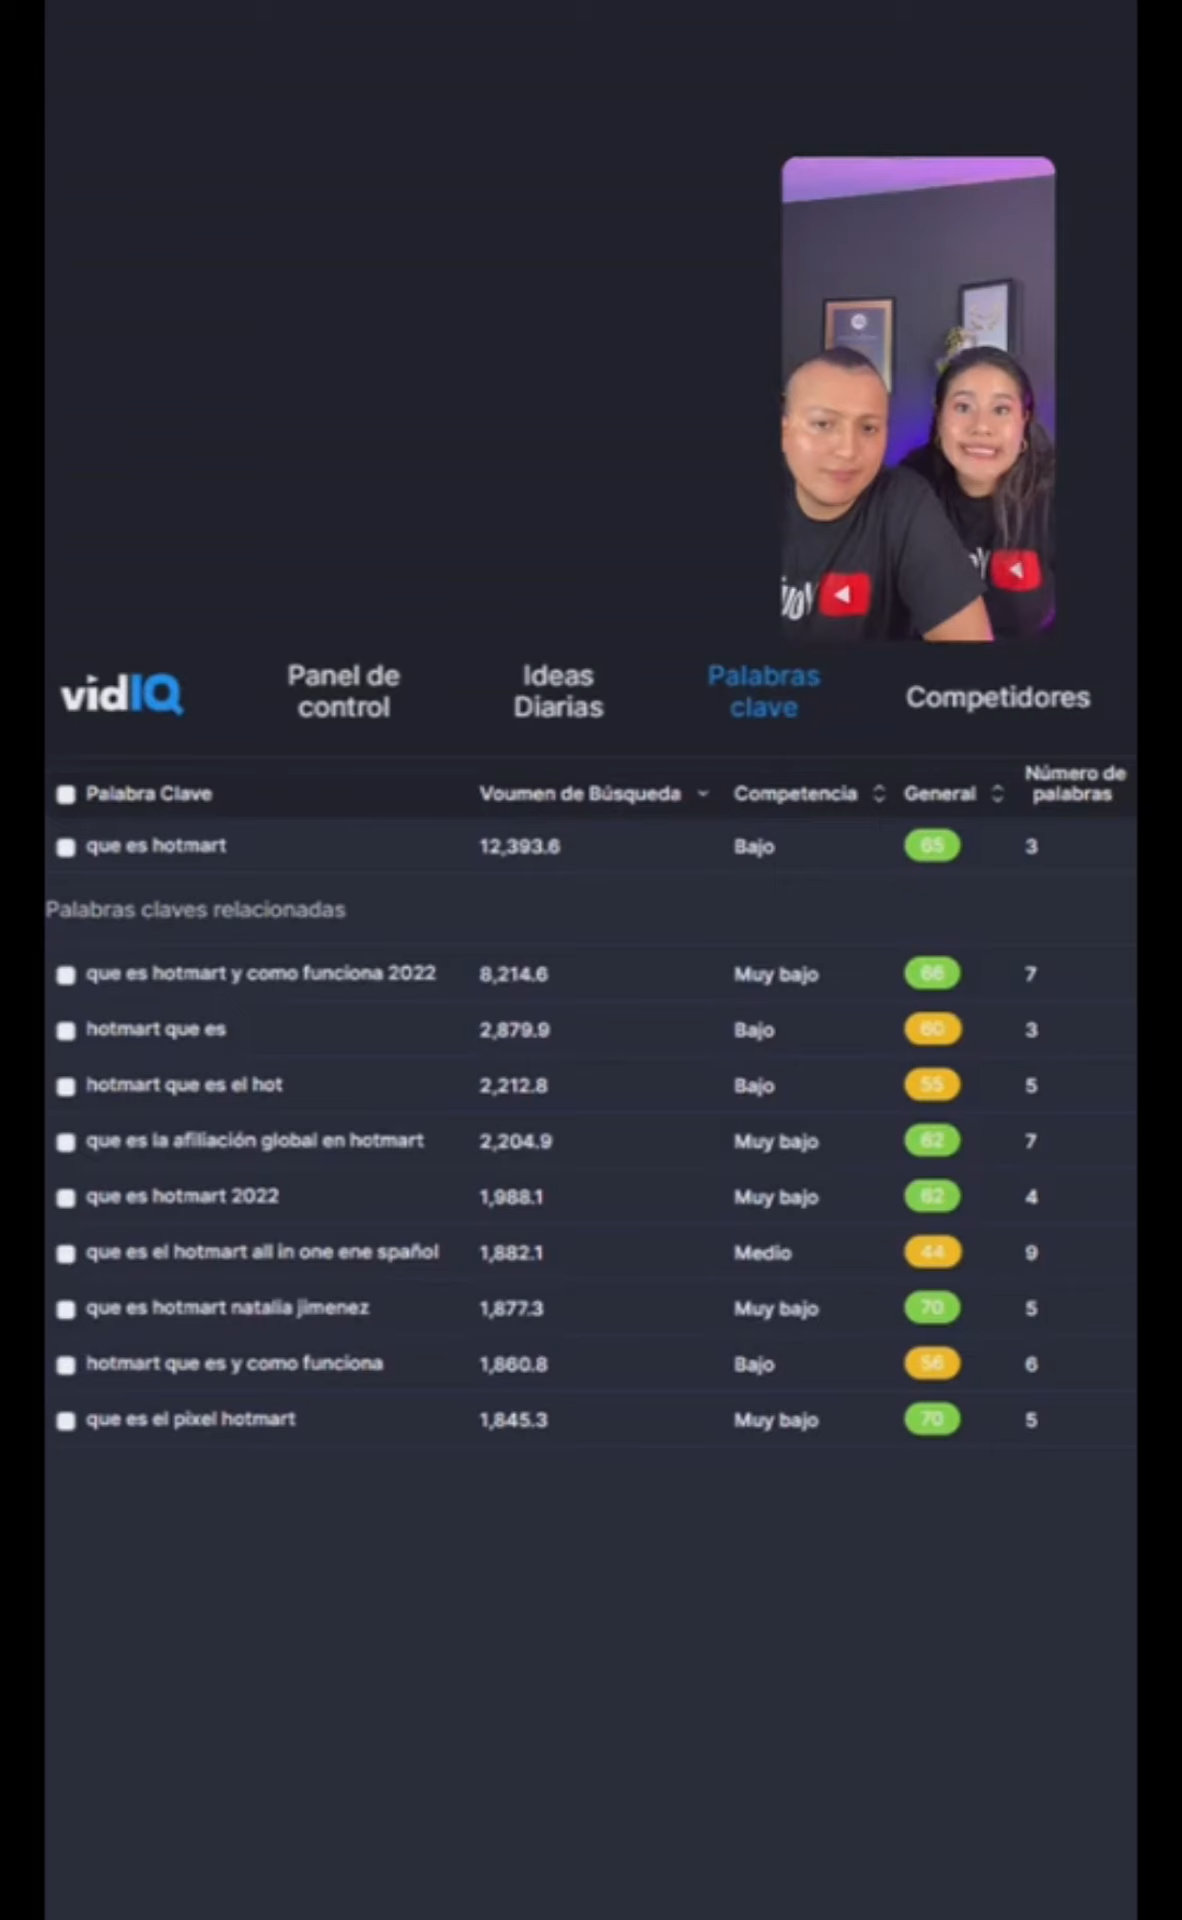 vidIQ
Panel de control
Ideas Diarias
Palabras clave
Competidores
Palabra Clave Voumen de Búsqueda Competencia General Número de palabras
que es hotmart 12,393.6 Bajo 65 3
Palabras claves relacionadas
que es hotmart y como funciona 2022 8,214.6 Muy bajo 66 7
hotmart que es 2,879.9 Bajo 60 3
hotmart que es el hot 2,212.8 Bajo 55 5
que es la afiliación global en hotmart 2,204.9 Muy bajo 62 7
que es hotmart 2022 1,988.1 Muy bajo 62 4
que es el hotmart all in one ene spañol 1,882.1 Medio 44 9
que es hotmart natalia jimenez 1,877.3 Muy bajo 70 5
hotmart que es y como funciona 1,860.8 Bajo 56 6
que es el pixel hotmart 1,845.3 Muy bajo 70 5